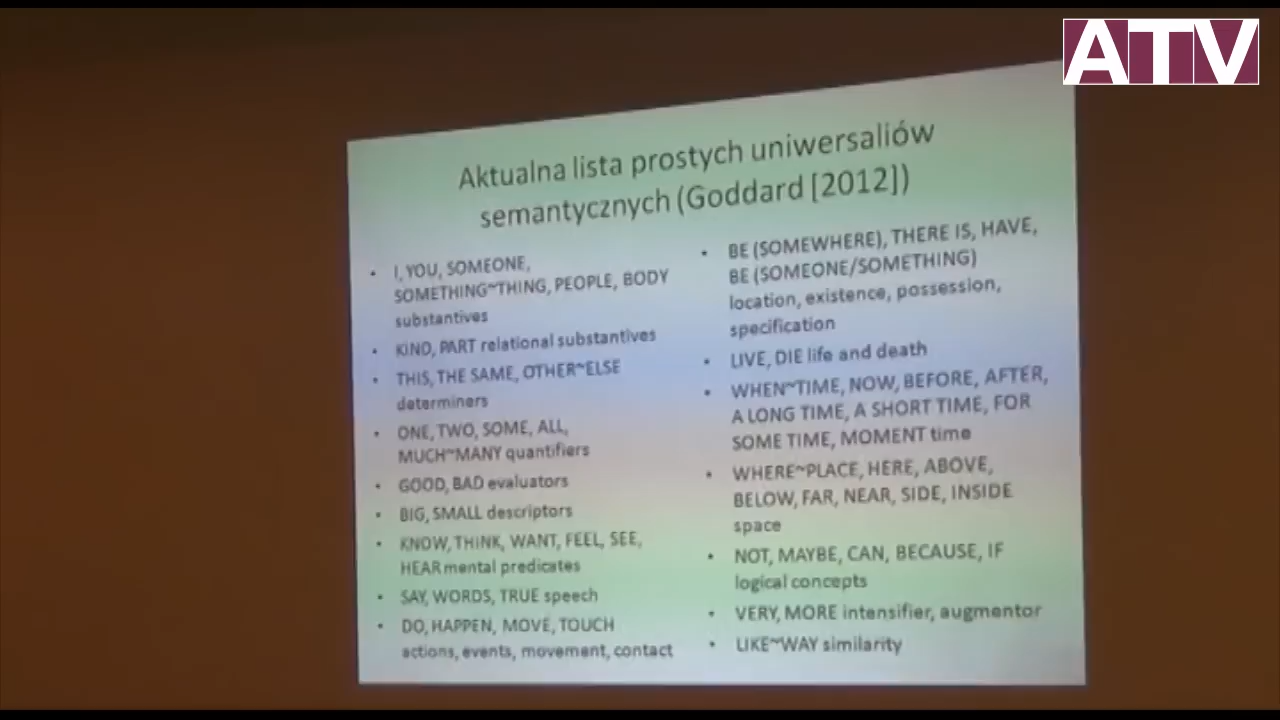 ATV
Aktualna lista prostych uniwersaliów
semantycznych (Goddard [2012])
• I, YOU, SOMEONE,
SOMETHING~THING, PEOPLE, BODY
substantives
• KIND, PART relational substantives
• THIS, THE SAME, OTHER~ELSE
determiners
• ONE, TWO, SOME, ALL,
MUCH~MANY quantifiers
• GOOD, BAD evaluators
• BIG, SMALL descriptors
• KNOW, THINK, WANT, FEEL, SEE,
HEAR mental predicates
• SAY, WORDS, TRUE speech
• DO, HAPPEN, MOVE, TOUCH
actions, events, movement, contact
• BE (SOMEWHERE), THERE IS, HAVE,
BE (SOMEONE/SOMETHING)
location, existence, possession,
specification
• LIVE, DIE life and death
• WHEN~TIME, NOW, BEFORE, AFTER,
A LONG TIME, A SHORT TIME, FOR
SOME TIME, MOMENT time
• WHERE~PLACE, HERE, ABOVE,
BELOW, FAR, NEAR, SIDE, INSIDE
space
• NOT, MAYBE, CAN, BECAUSE, IF
logical concepts
• VERY, MORE intensifier, augmentor
• LIKE~WAY similarity